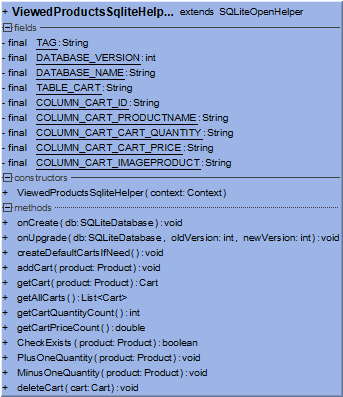 + ViewedProductsSqliteHelp... extends SQLiteOpenHelper
fields
- final TAG: String
- final DATABASE_VERSION: int
- final DATABASE_NAME: String
- final TABLE_CART: String
- final COLUMN_CART_ID: String
- final COLUMN_CART_PRODUCTNAME: String
- final COLUMN_CART_CART_QUANTITY: String
- final COLUMN_CART_CART_PRICE: String
- final COLUMN_CART_IMAGEPRODUCT: String
constructors
+ ViewedProductsSqliteHelper( context: Context)
methods
+ onCreate( db: SQLiteDatabase): void
+ onUpgrade( db: SQLiteDatabase, oldVersion: int, newVersion: int): void
+ createDefaultCartsIfNeed(): void
+ addCart( product: Product): void
+ getCart( product: Product): Cart
+ getAllCarts(): List<Cart>
+ getCartQuantityCount(): int
+ getCartPriceCount(): double
+ CheckExists( product: Product): boolean
+ PlusOneQuantity( product: Product): void
+ MinusOneQuantity( product: Product): void
+ deleteCart( cart: Cart): void